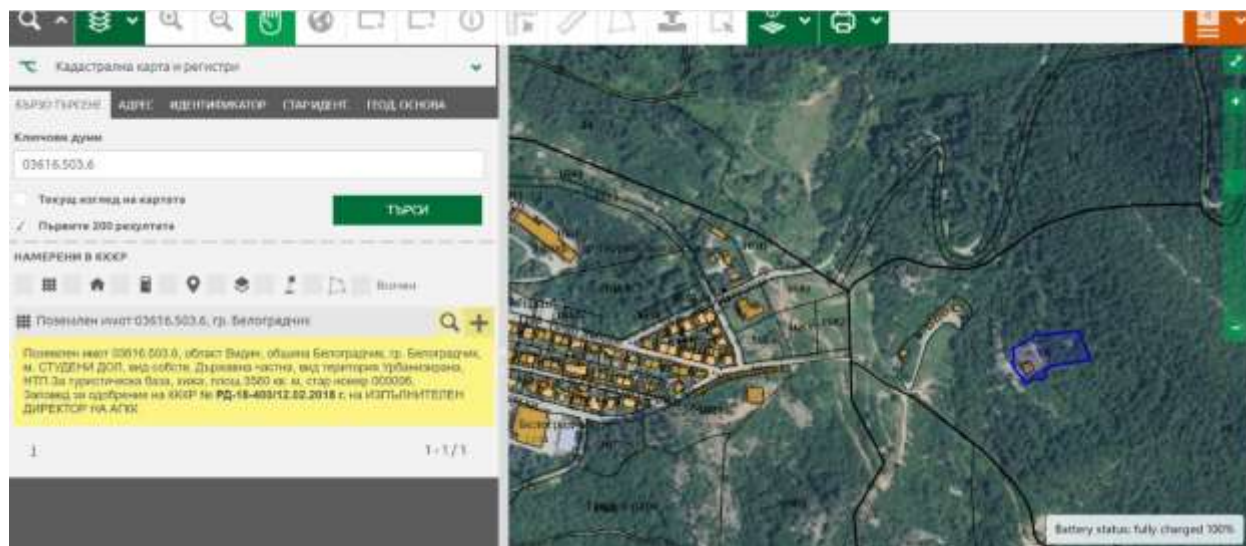 Кадастрална карта и регистри
БЪРЗО ТЪРСЕНЕ АДРЕС ИДЕНТИФИКАТОР СТАР ИДЕНТ. ГЕОД. ОСНОВА
Ключови думи
03616.503.6
Текущ изглед на картата
ТЪРСИ
Първите 200 резултата
НАМЕРЕНИ В КККР
Всички
Поземлен имот 03616.503.6, гр. Белоградчик
Поземлен имот 03616.503.6, област Видин, община Белоградчик, гр. Белоградчик,
м. СТУДЕНИ ДОЛ, вид собств. Държавна частна, вид територия Урбанизирана,
НТП За туристическа база, хижа, площ 3560 кв. м, стар номер 000006,
Заповед за одобрение на КККР № РД-18-400/12.02.2018 г. на ИЗПЪЛНИТЕЛЕН
ДИРЕКТОР НА АГКК
1
1-1/1
Battery status: fully charged 100%